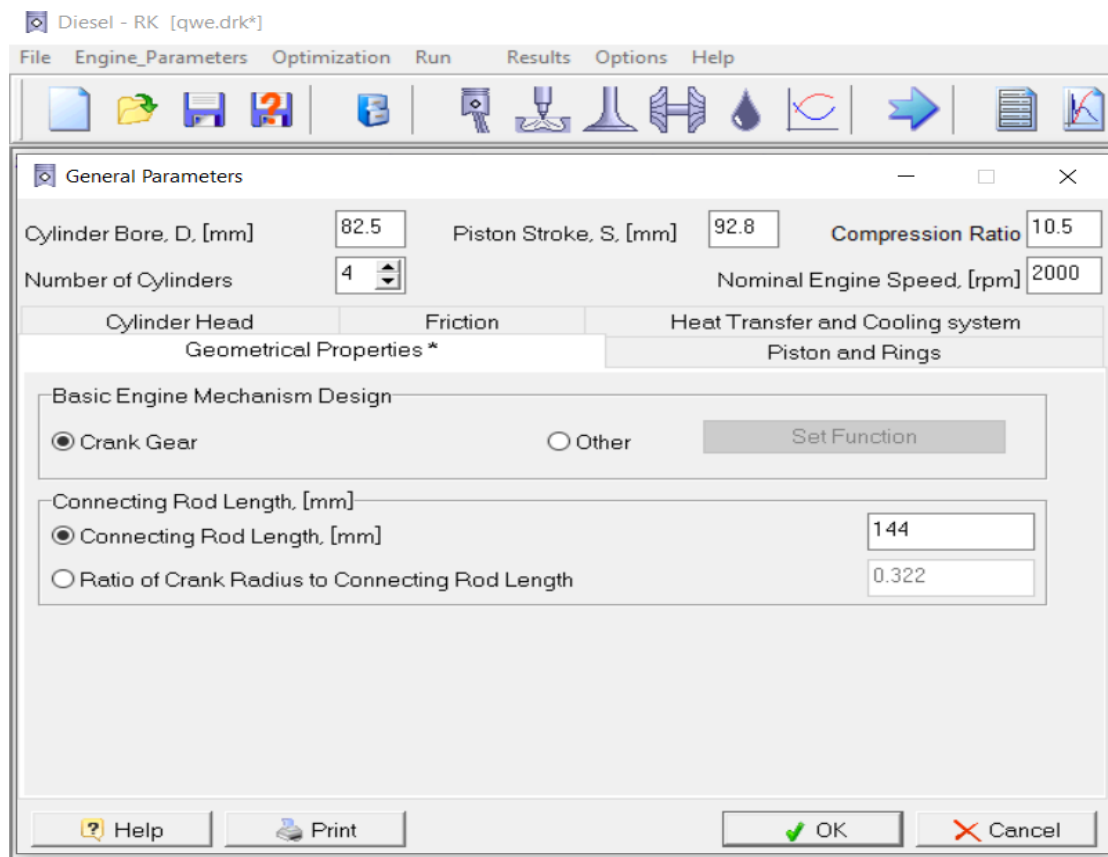 Diesel - RK [qwe.drk*]
File Engine_Parameters Optimization Run Results Options Help
General Parameters
Cylinder Bore, D, [mm] 82.5 Piston Stroke, S, [mm] 92.8 Compression Ratio 10.5
Number of Cylinders 4 Nominal Engine Speed, [rpm] 2000
Cylinder Head Friction Heat Transfer and Cooling system
Geometrical Properties * Piston and Rings
Basic Engine Mechanism Design
Crank Gear Other Set Function
Connecting Rod Length, [mm]
Connecting Rod Length, [mm] 144
Ratio of Crank Radius to Connecting Rod Length 0.322
Help Print OK Cancel